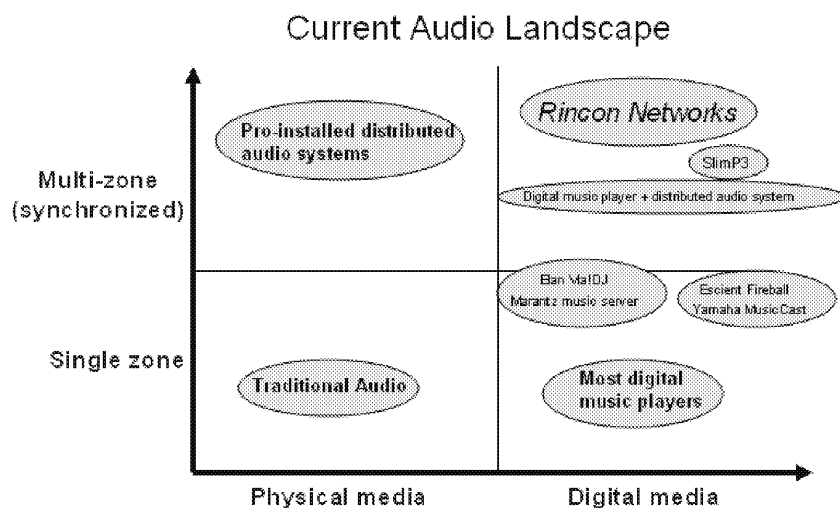 Current Audio Landscape
Multi-zone
(synchronized)
Pro-installed distributed
audio systems
Rincon Networks
SlimP3
Digital music player + distributed audio system
Elan Via!DJ
Marantz music server
Escient Fireball
Yamaha MusicCast
Single zone
Traditional Audio
Most digital
music players
Physical media
Digital media